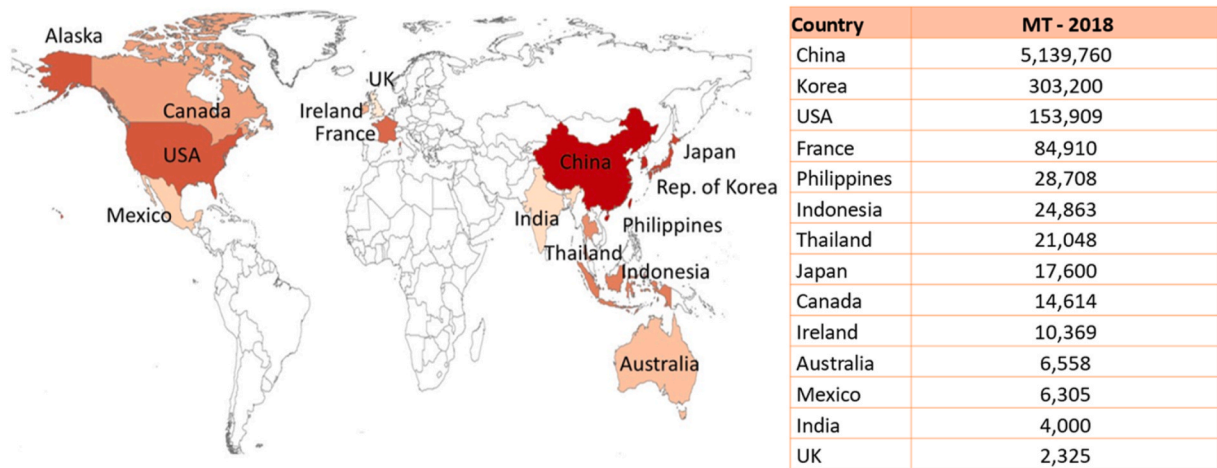 Alaska
UK
Canada
Ireland
France
USA
China
Japan
Rep. of Korea
Mexico
India
Philippines
Thailand
Indonesia
Australia
Country MT - 2018
China 5,139,760
Korea 303,200
USA 153,909
France 84,910
Philippines 28,708
Indonesia 24,863
Thailand 21,048
Japan 17,600
Canada 14,614
Ireland 10,369
Australia 6,558
Mexico 6,305
India 4,000
UK 2,325